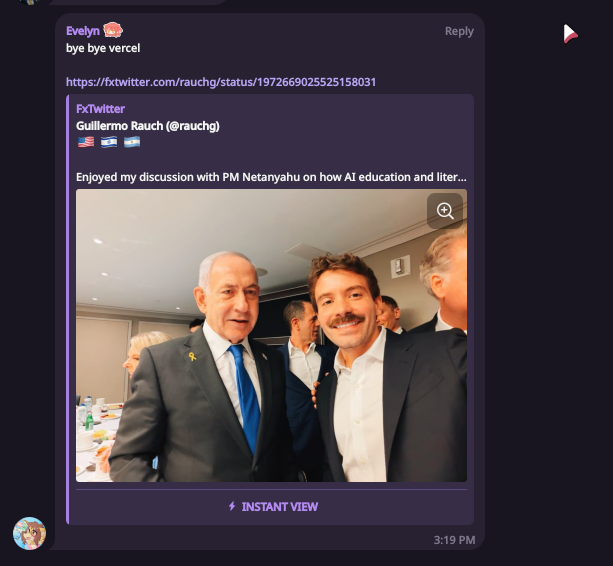 Evelyn
Reply
bye bye vercel
https://fxtwitter.com/rauchg/status/1972669025525158031
FxTwitter
Guillermo Rauch (@rauchg)
🇺🇸 🇮🇱 🇦🇷
Enjoyed my discussion with PM Netanyahu on how AI education and liter...
INSTANT VIEW
3:19 PM